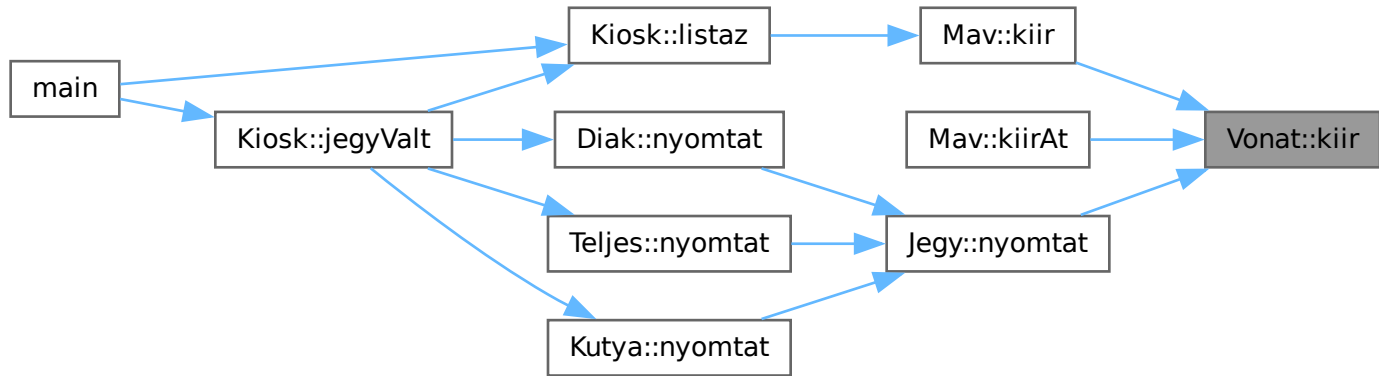 Kiosk::listaz
Mav::kiir
main
Kiosk::jegyValt
Diak::nyomtat
Mav::kiirAt
Vonat::kiir
Teljes::nyomtat
Jegy::nyomtat
Kutya::nyomtat